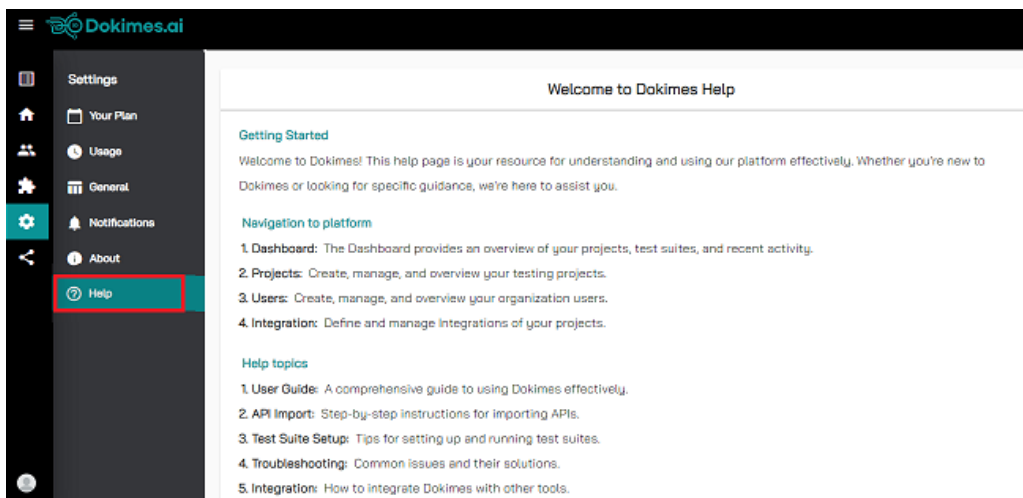 Dokimes.ai
Settings
Your Plan
Usage
General
Notifications
About
Help
Welcome to Dokimes Help
Getting Started
Welcome to Dokimes! This help page is your resource for understanding and using our platform effectively. Whether you're new to
Dokimes or looking for specific guidance, we're here to assist you.
Navigation to platform
1. Dashboard: The Dashboard provides an overview of your projects, test suites, and recent activity.
2. Projects: Create, manage, and overview your testing projects.
3. Users: Create, manage, and overview your organization users.
4. Integration: Define and manage Integrations of your projects.
Help topics
1. User Guide: A comprehensive guide to using Dokimes effectively.
2. API Import: Step-by-step instructions for importing APIs.
3. Test Suite Setup: Tips for setting up and running test suites.
4. Troubleshooting: Common issues and their solutions.
5. Integration: How to integrate Dokimes with other tools.